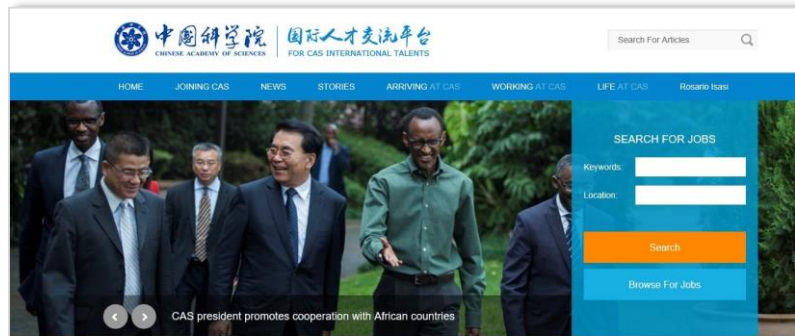 中国科学院
CHINESE ACADEMY OF SCIENCES
国际人才交流平台
FOR CAS INTERNATIONAL TALENTS
Search For Articles
HOME JOINING CAS NEWS STORIES ARRIVING AT CAS WORKING AT CAS LIFE AT CAS Rosario Isasi
SEARCH FOR JOBS
Keywords:
Location:
Search
Browse For Jobs
CAS president promotes cooperation with African countries